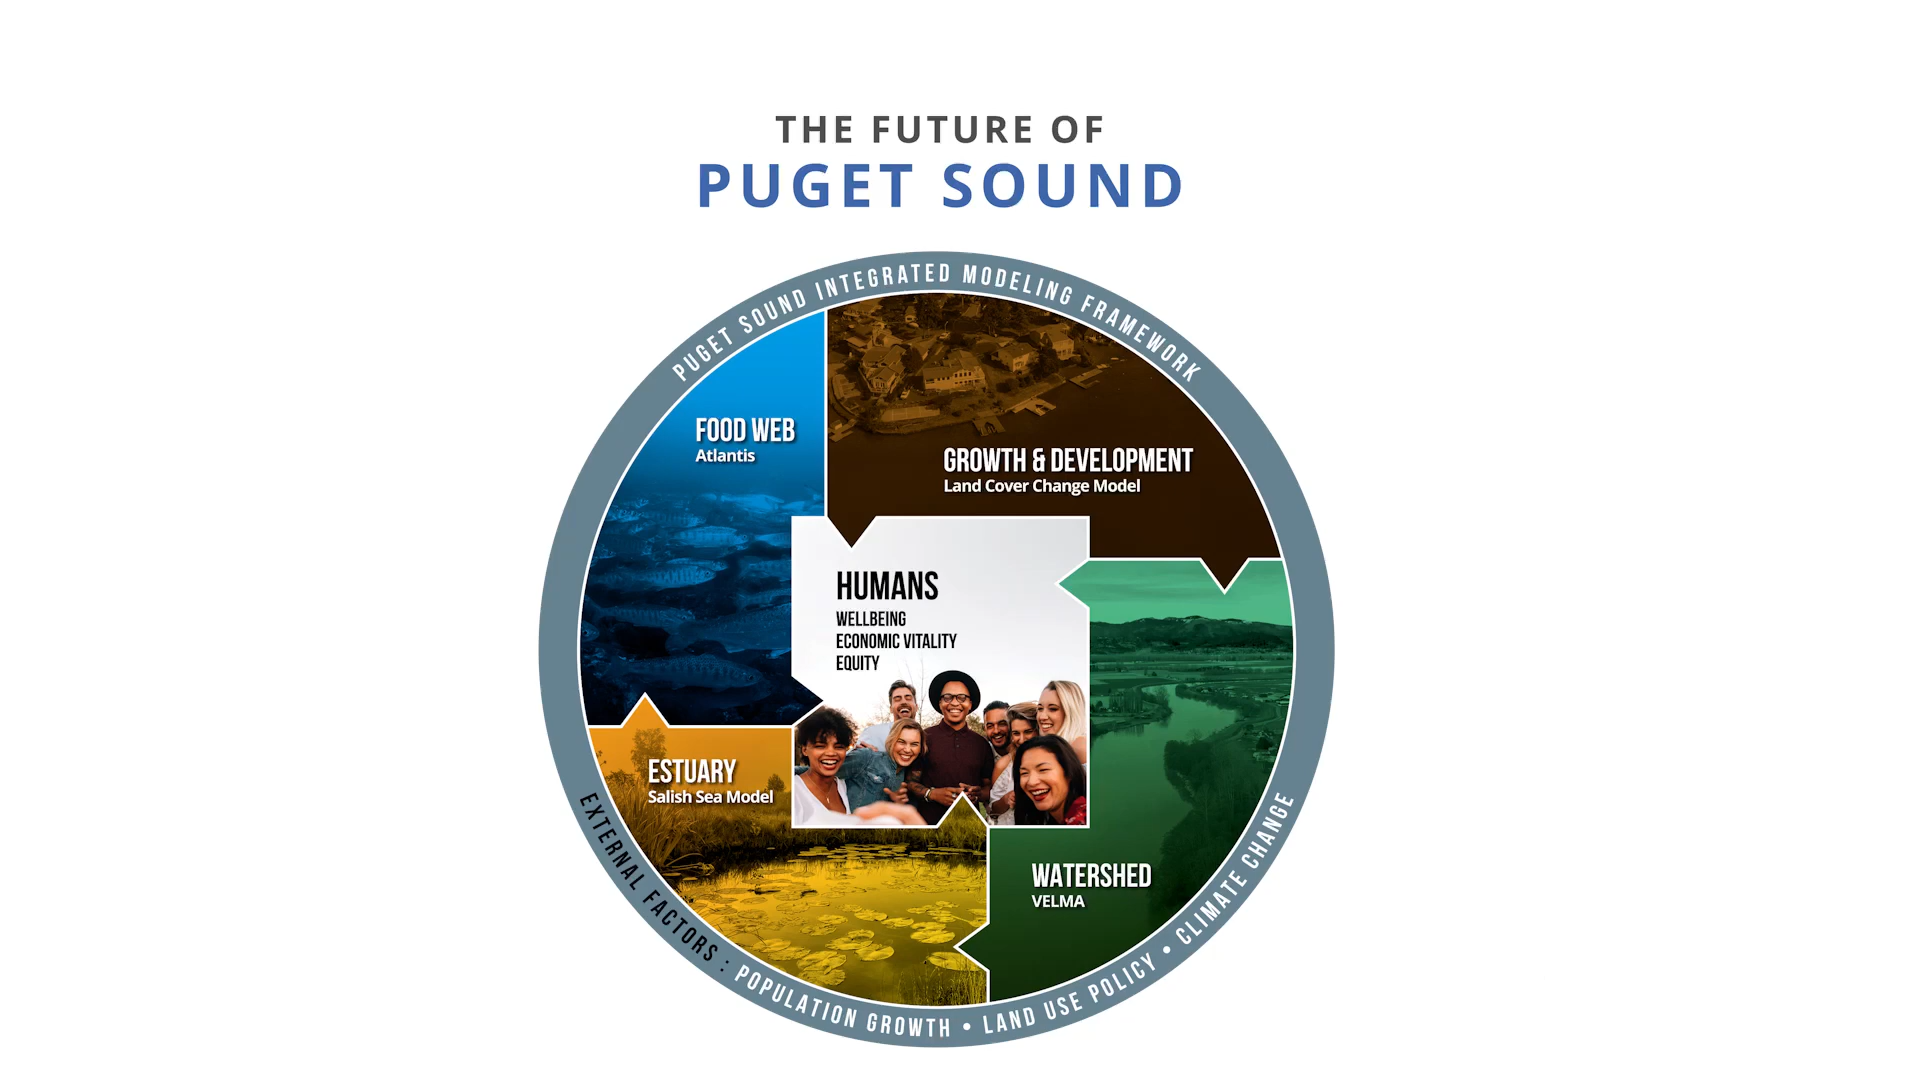 THE FUTURE OF
PUGET SOUND
PUGET SOUND INTEGRATED MODELING FRAMEWORK
FOOD WEB
Atlantis
GROWTH & DEVELOPMENT
Land Cover Change Model
HUMANS
WELLBEING
ECONOMIC VITALITY
EQUITY
ESTUARY
Salish Sea Model
WATERSHED
VELMA
EXTERNAL FACTORS : POPULATION GROWTH • LAND USE POLICY • CLIMATE CHANGE